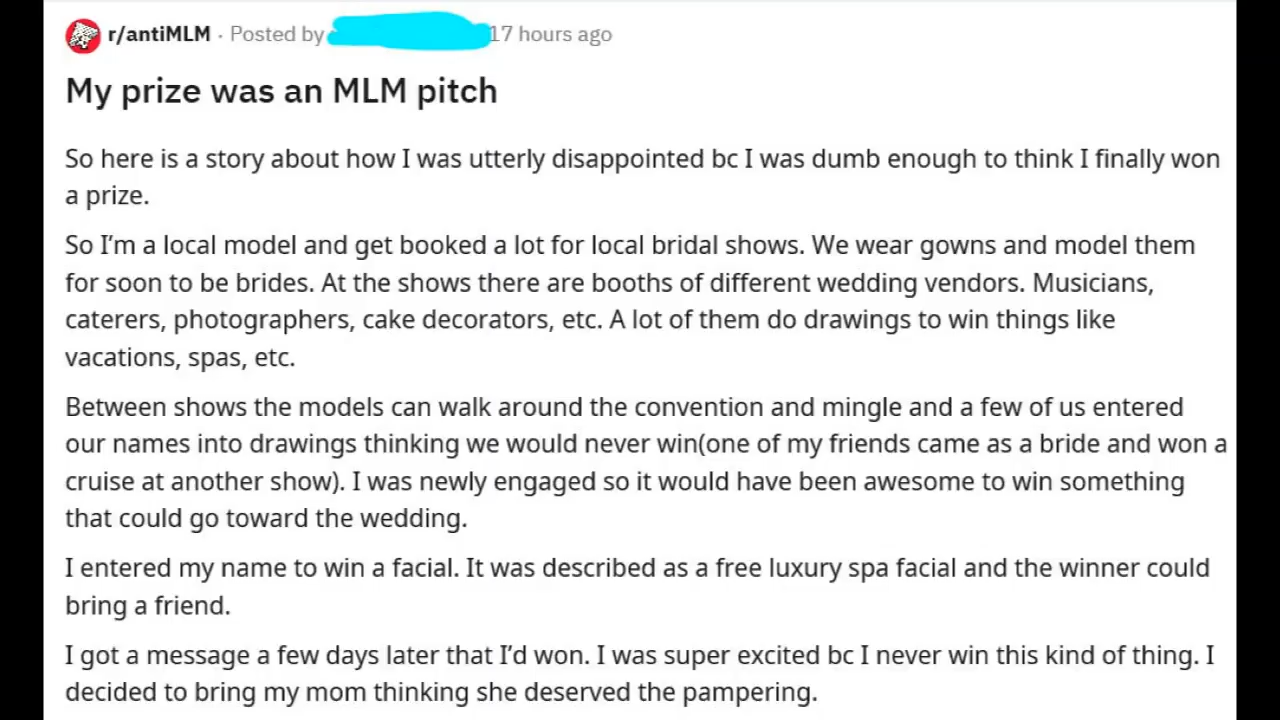 r/antiMLM · Posted by 17 hours ago
My prize was an MLM pitch
So here is a story about how I was utterly disappointed bc I was dumb enough to think I finally won
a prize.
So I'm a local model and get booked a lot for local bridal shows. We wear gowns and model them
for soon to be brides. At the shows there are booths of different wedding vendors. Musicians,
caterers, photographers, cake decorators, etc. A lot of them do drawings to win things like
vacations, spas, etc.
Between shows the models can walk around the convention and mingle and a few of us entered
our names into drawings thinking we would never win(one of my friends came as a bride and won a
cruise at another show). I was newly engaged so it would have been awesome to win something
that could go toward the wedding.
I entered my name to win a facial. It was described as a free luxury spa facial and the winner could
bring a friend.
I got a message a few days later that I'd won. I was super excited bc I never win this kind of thing. I
decided to bring my mom thinking she deserved the pampering.